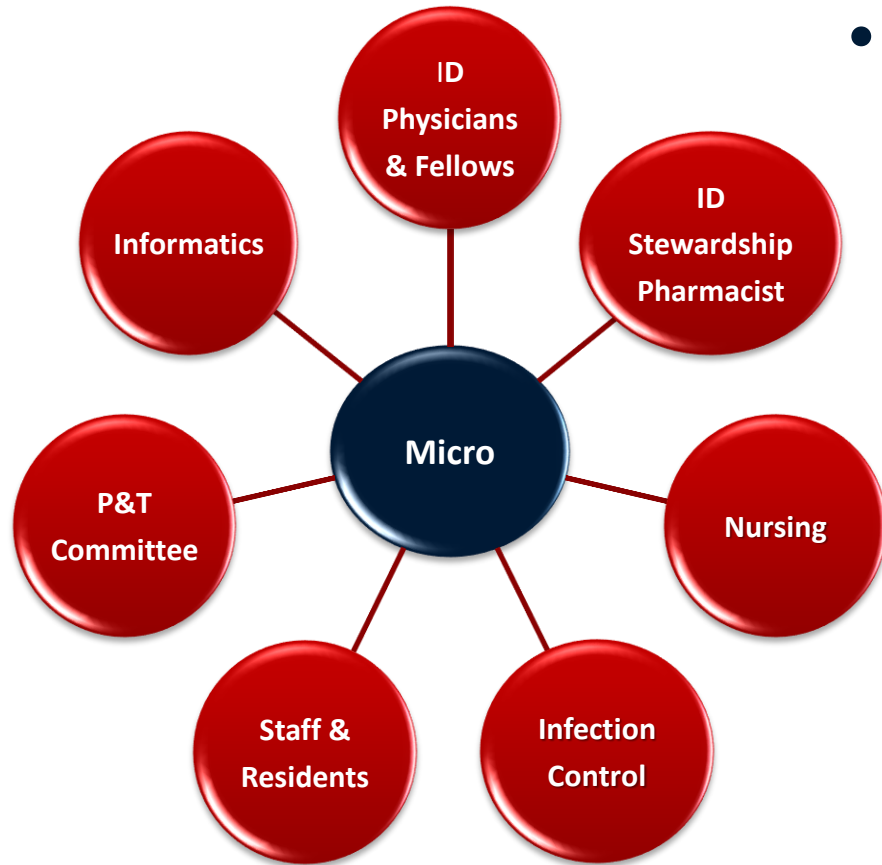 ID
Physicians
& Fellows
ID
Stewardship
Pharmacist
Informatics
Micro
P&T
Committee
Nursing
Staff &
Residents
Infection
Control